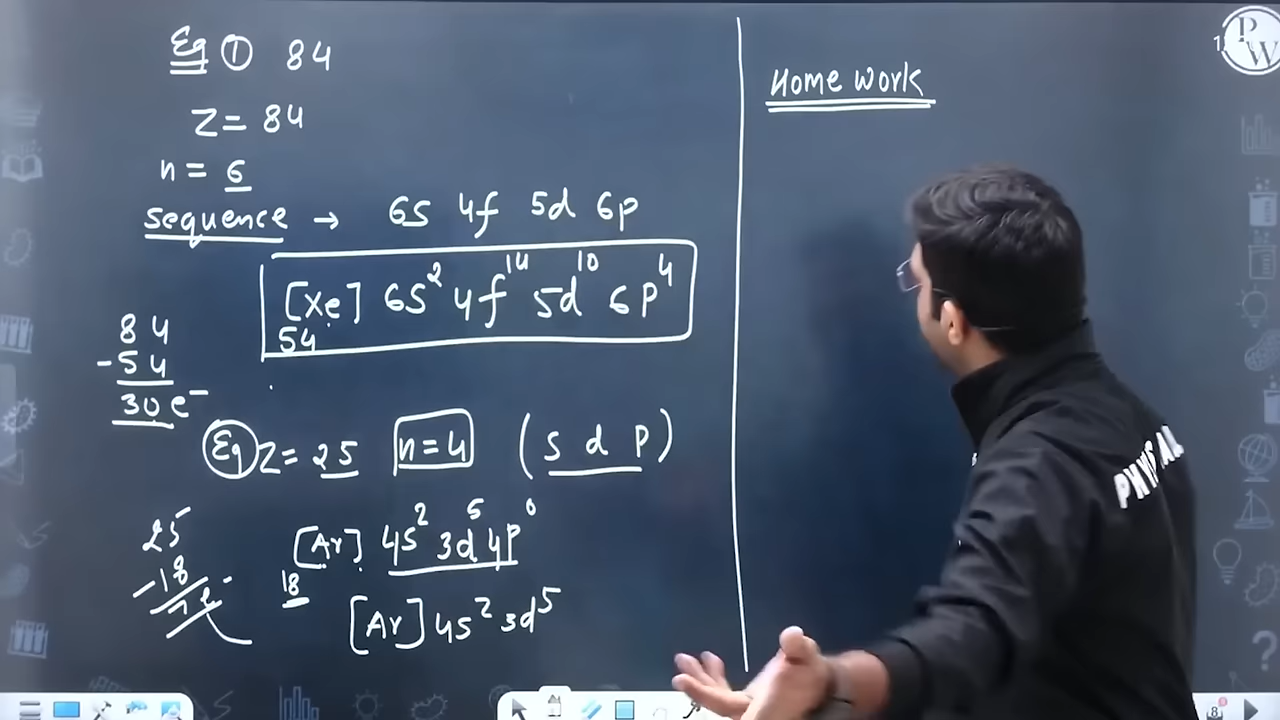 Eg ① 84
Z = 84
n = 6
sequence → 6s 4f 5d 6p
[Xe] 6s² 4f¹⁴ 5d¹⁰ 6p⁴
54
84
-54
30 e⁻
Eg Z = 25 n=4 (s d p)
25
-18
7e⁻
[Ar] 4s² 3d⁵ 4p⁰
18
[Ar] 4s² 3d⁵
Home work
PW